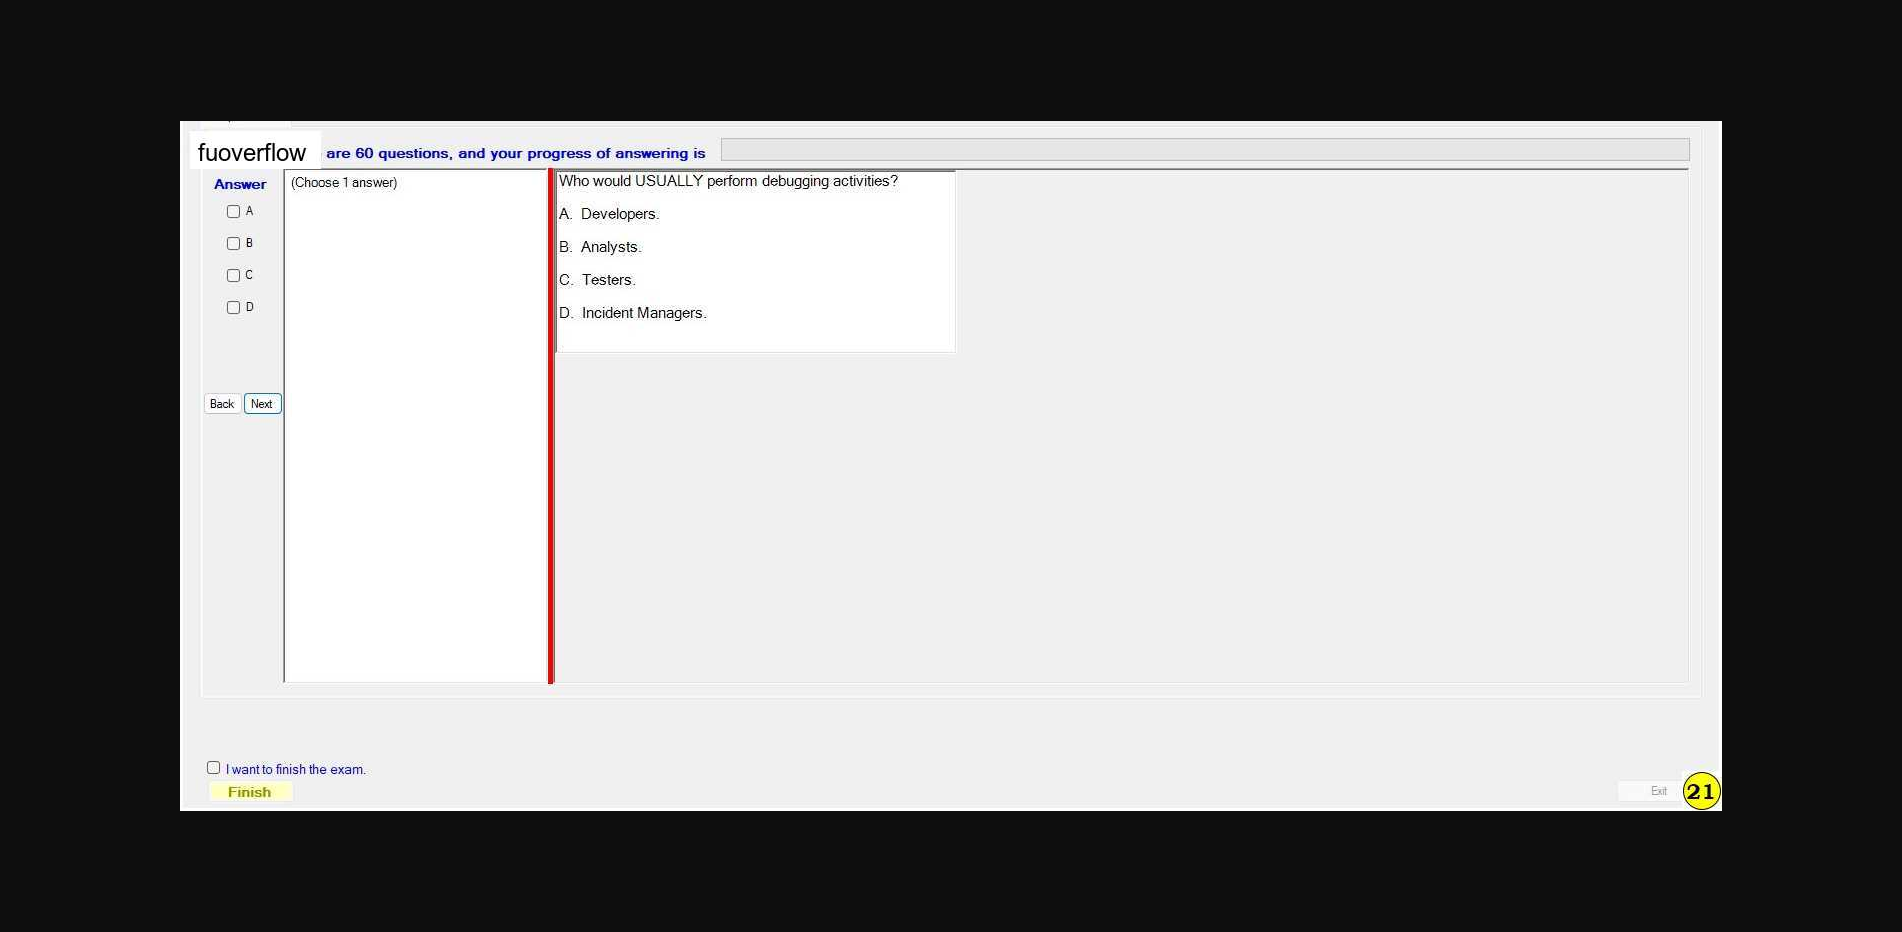 fuoverflow are 60 questions, and your progress of answering is
Answer
(Choose 1 answer)
A
B
C
D
Back Next
Who would USUALLY perform debugging activities?
A. Developers.
B. Analysts.
C. Testers.
D. Incident Managers.
I want to finish the exam.
Finish
Exit
21